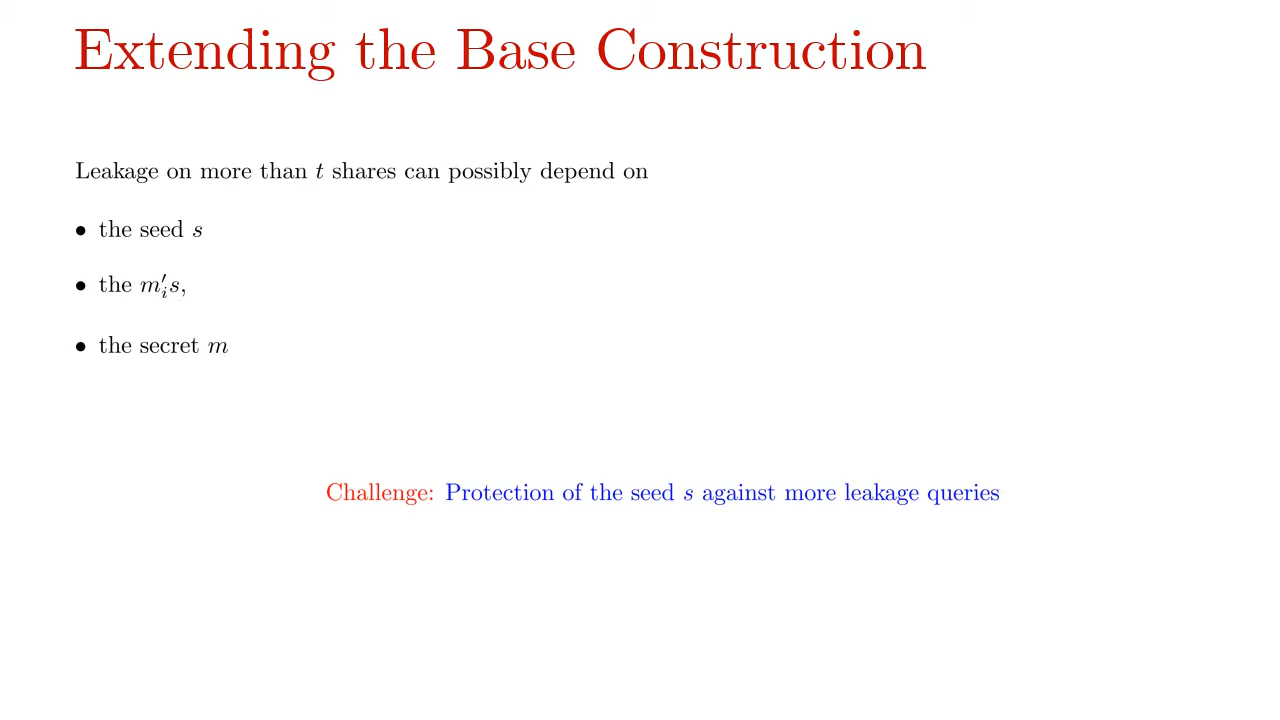 Extending the Base Construction
Leakage on more than t shares can possibly depend on
• the seed s
• the m′ᵢs,
• the secret m
Challenge: Protection of the seed s against more leakage queries